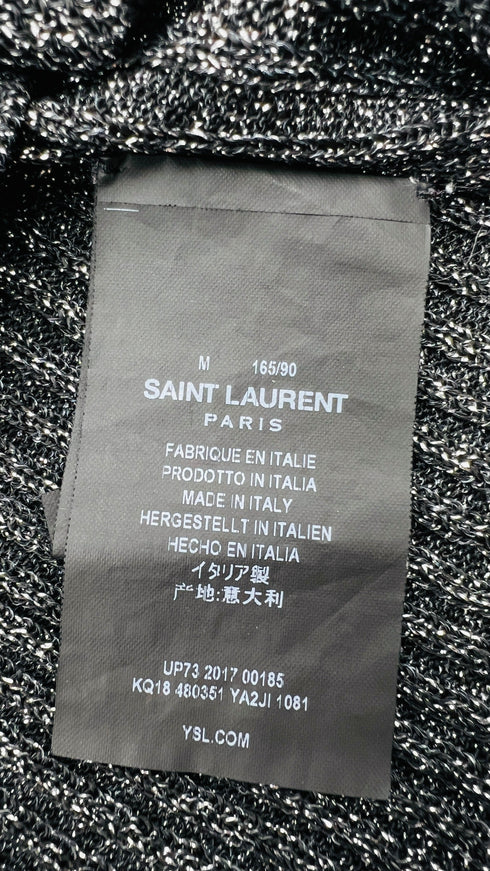 M 165/90
SAINT LAURENT
PARIS
FABRIQUE EN ITALIE
PRODOTTO IN ITALIA
MADE IN ITALY
HERGESTELLT IN ITALIEN
HECHO EN ITALIA
イタリア製
产地:意大利
UP73 2017 00185
KQ18 480351 YA2JI 1081
YSL.COM